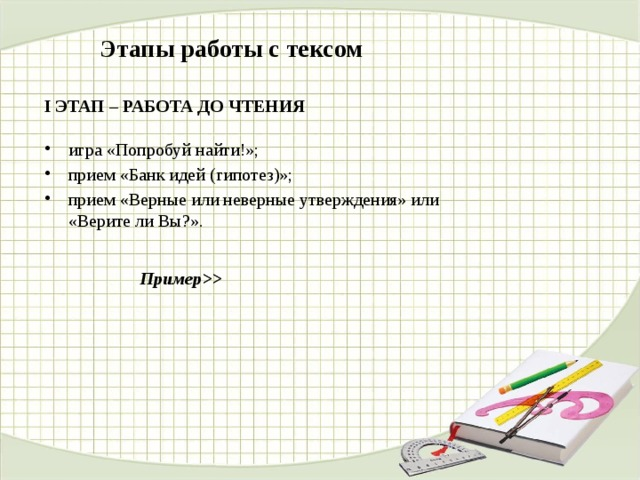 Этапы работы с тексом
I ЭТАП – РАБОТА ДО ЧТЕНИЯ
• игра «Попробуй найти!»;
• прием «Банк идей (гипотез)»;
• прием «Верные или неверные утверждения» или
«Верите ли Вы?».
Пример>>